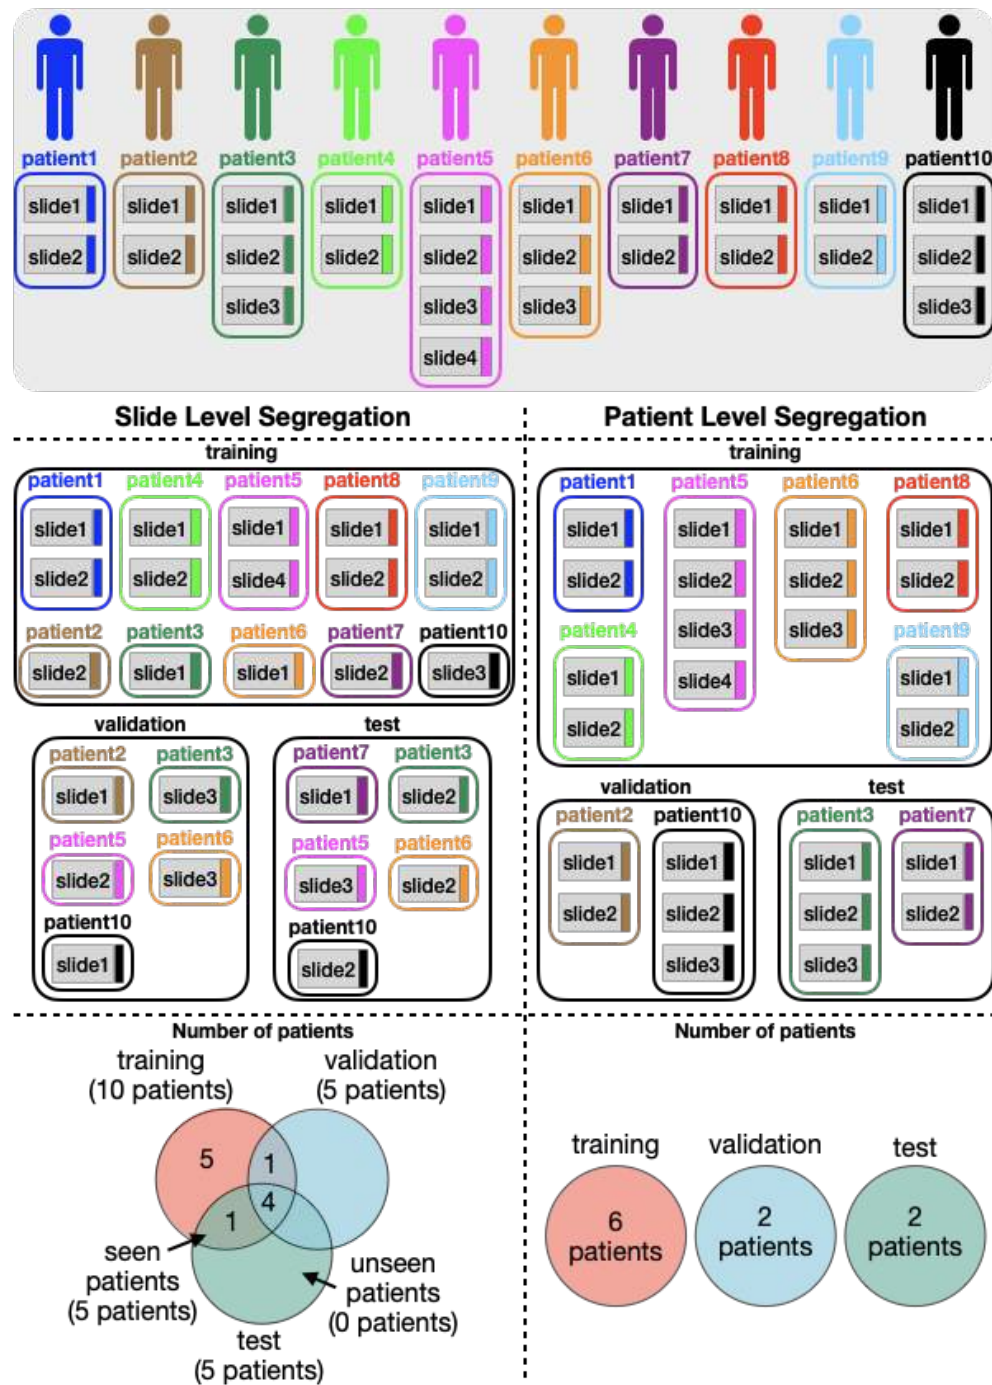 patient1 patient2 patient3 patient4 patient5 patient6 patient7 patient8 patient9 patient10
slide1 slide1 slide1 slide1 slide1 slide1 slide1 slide1 slide1 slide1
slide2 slide2 slide2 slide2 slide2 slide2 slide2 slide2 slide2 slide2
slide3 slide3 slide3 slide3
slide4
Slide Level Segregation
training
patient1 patient4 patient5 patient8 patient9
slide1 slide1 slide1 slide1 slide1
slide2 slide2 slide4 slide2 slide2
patient2 patient3 patient6 patient7 patient10
slide2 slide1 slide1 slide2 slide3
validation
patient2 patient3
slide1 slide3
patient5 patient6
slide2 slide3
patient10
slide1
test
patient7 patient3
slide1 slide2
patient5 patient6
slide3 slide2
patient10
slide2
Number of patients
training
(10 patients)
validation
(5 patients)
5
1
4
1
seen
patients
(5 patients)
unseen
patients
(0 patients)
test
(5 patients)
Patient Level Segregation
training
patient1 patient5 patient6 patient8
slide1 slide1 slide1 slide1
slide2 slide2 slide2 slide2
slide3 slide3
patient4 patient9
slide1 slide4 slide1
slide2 slide2
validation
patient2 patient10
slide1 slide1
slide2 slide2
slide3
test
patient3 patient7
slide1 slide1
slide2 slide2
slide3
Number of patients
training validation test
6 2 2
patients patients patients